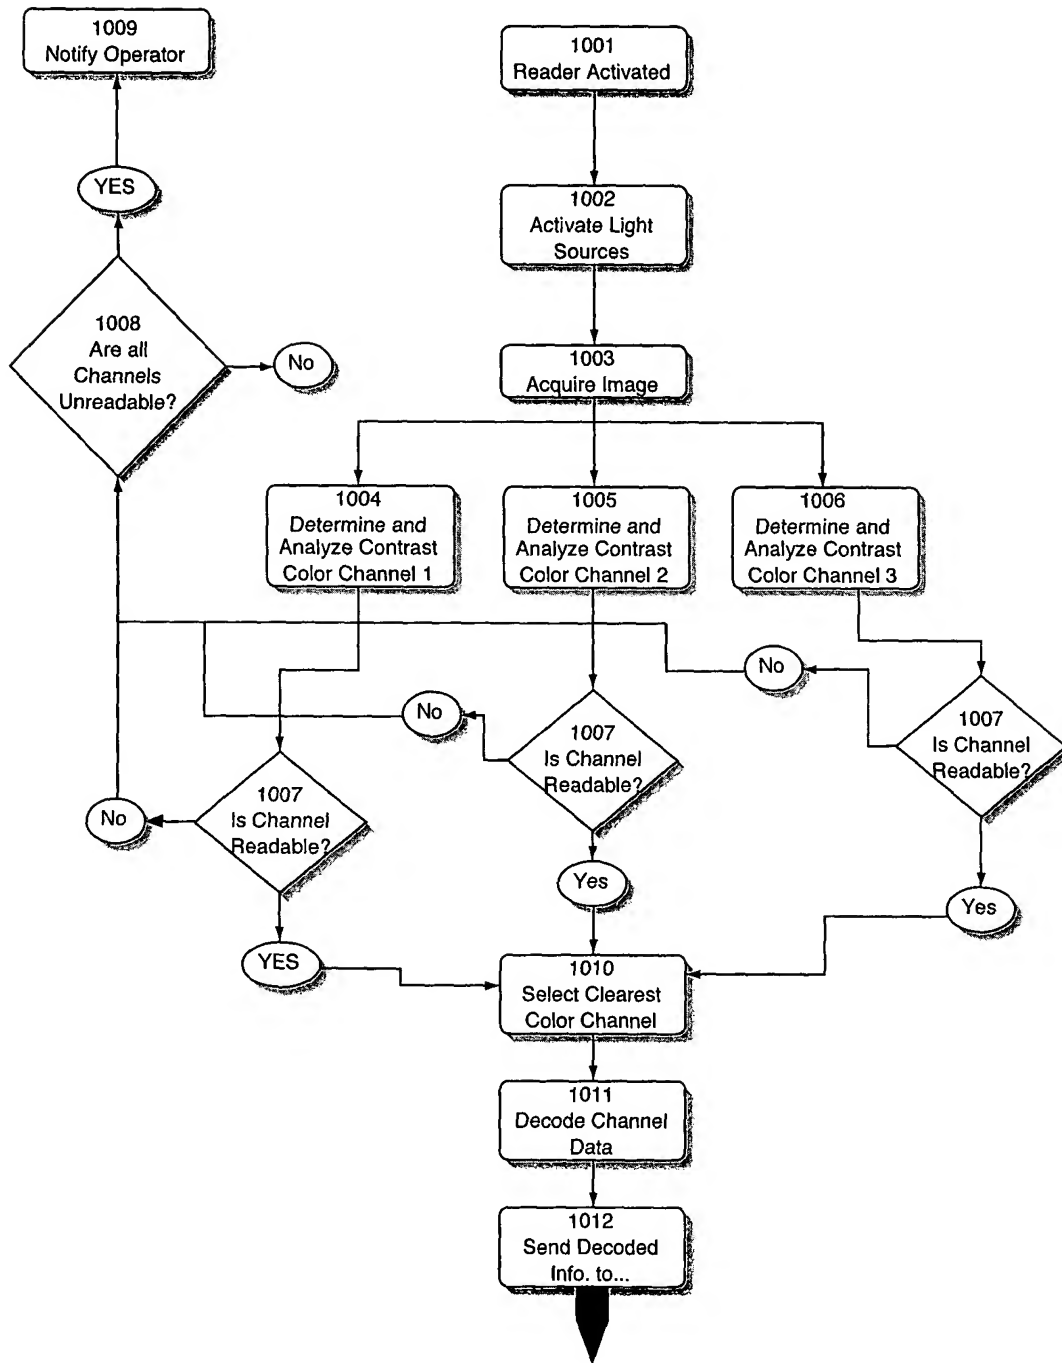 1009
Notify Operator
1001
Reader Activated
YES
1002
Activate Light
Sources
1008
Are all
Channels
Unreadable?
No
1003
Acquire Image
1004
Determine and
Analyze Contrast
Color Channel 1
1005
Determine and
Analyze Contrast
Color Channel 2
1006
Determine and
Analyze Contrast
Color Channel 3
No
No
1007
Is Channel
Readable?
1007
Is Channel
Readable?
No
1007
Is Channel
Readable?
Yes
Yes
YES
1010
Select Clearest
Color Channel
1011
Decode Channel
Data
1012
Send Decoded
Info. to...